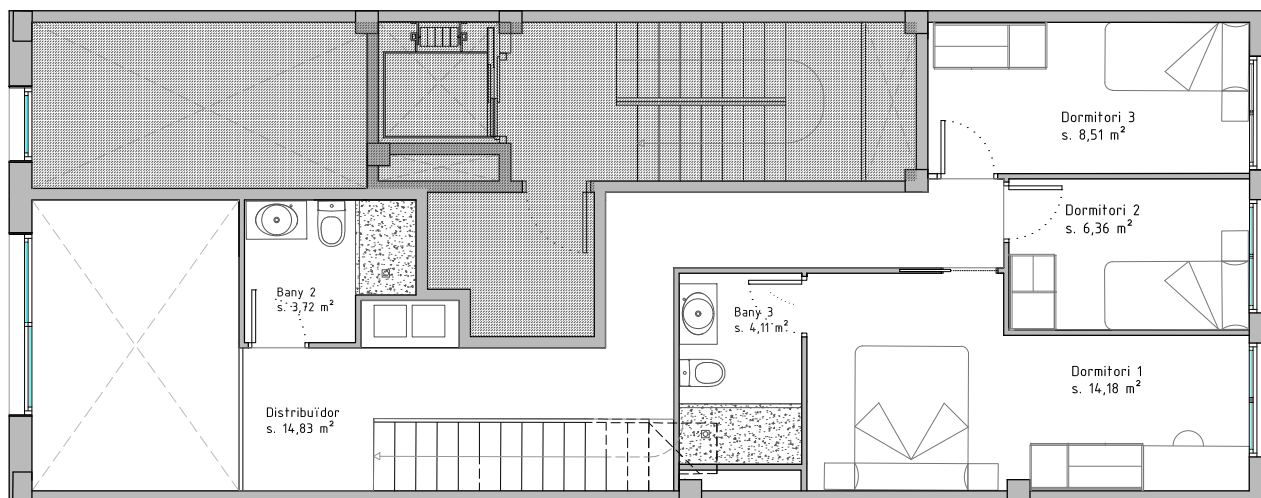 Dormitori 3
s. 8,51 m²
Dormitori 2
s. 6,36 m²
Bany 2
s. 3,72 m²
Bany 3
s. 4,11 m²
Dormitori 1
s. 14,18 m²
Distribuïdor
s. 14,83 m²